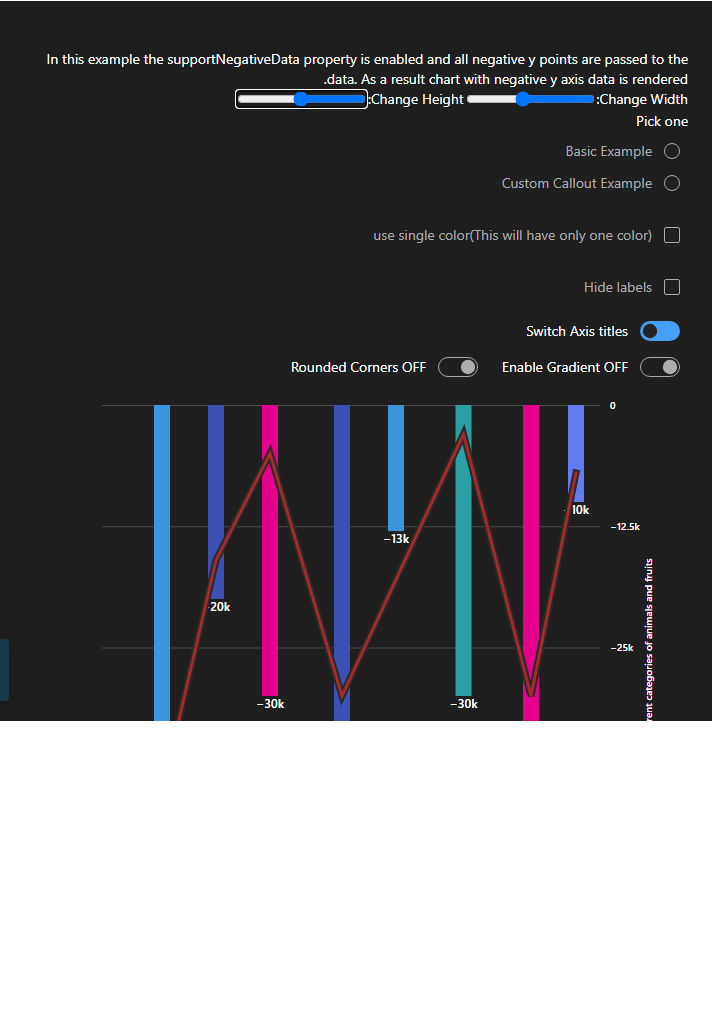 In this example the supportNegativeData property is enabled and all negative y points are passed to the
.data. As a result chart with negative y axis data is rendered
:Change Height :Change Width
Pick one
Basic Example
Custom Callout Example
use single color(This will have only one color)
Hide labels
Switch Axis titles
Rounded Corners OFF Enable Gradient OFF
0
10k
−12.5k
−13k
20k
−25k
−30k −30k
categories of animals and fruits